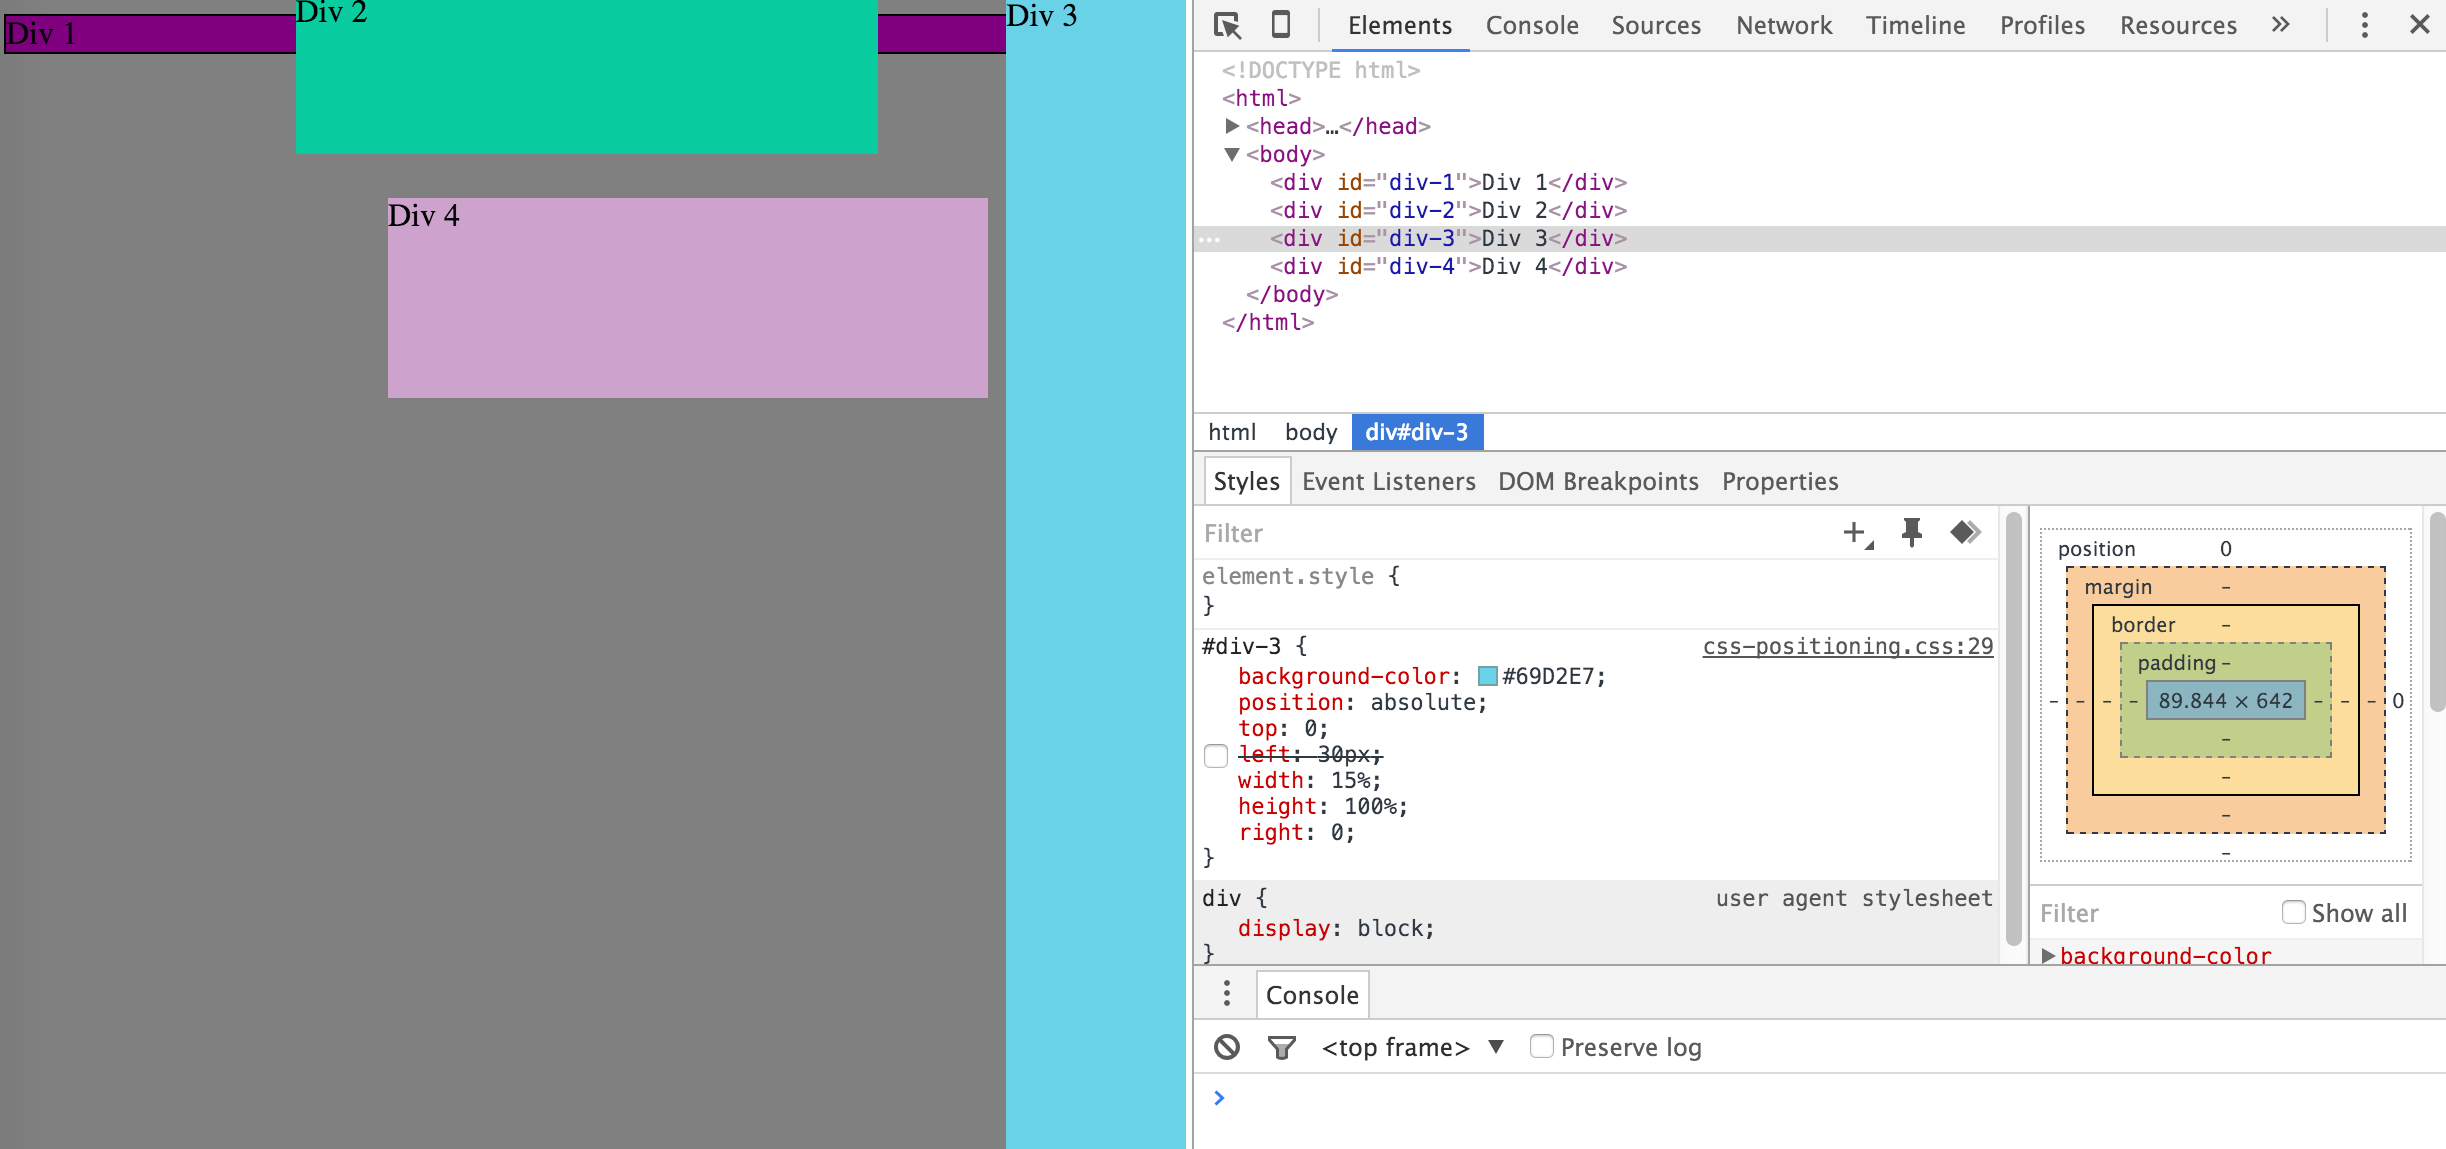 Div 1
Div 2
Div 3
Div 4
Elements Console Sources Network Timeline Profiles Resources »
<!DOCTYPE html>
<html>
<head>…</head>
<body>
<div id="div-1">Div 1</div>
<div id="div-2">Div 2</div>
<div id="div-3">Div 3</div>
<div id="div-4">Div 4</div>
</body>
</html>
html body div#div-3
Styles Event Listeners DOM Breakpoints Properties
Filter
element.style {
}
#div-3 { css-positioning.css:29
background-color: #69D2E7;
position: absolute;
top: 0;
left: 30px;
width: 15%;
height: 100%;
right: 0;
}
div { user agent stylesheet
display: block;
}
position 0
margin -
border -
padding -
- - - - 89.844 × 642 - - - 0
-
-
-
-
Filter Show all
background-color
Console
<top frame> ▼ Preserve log
>